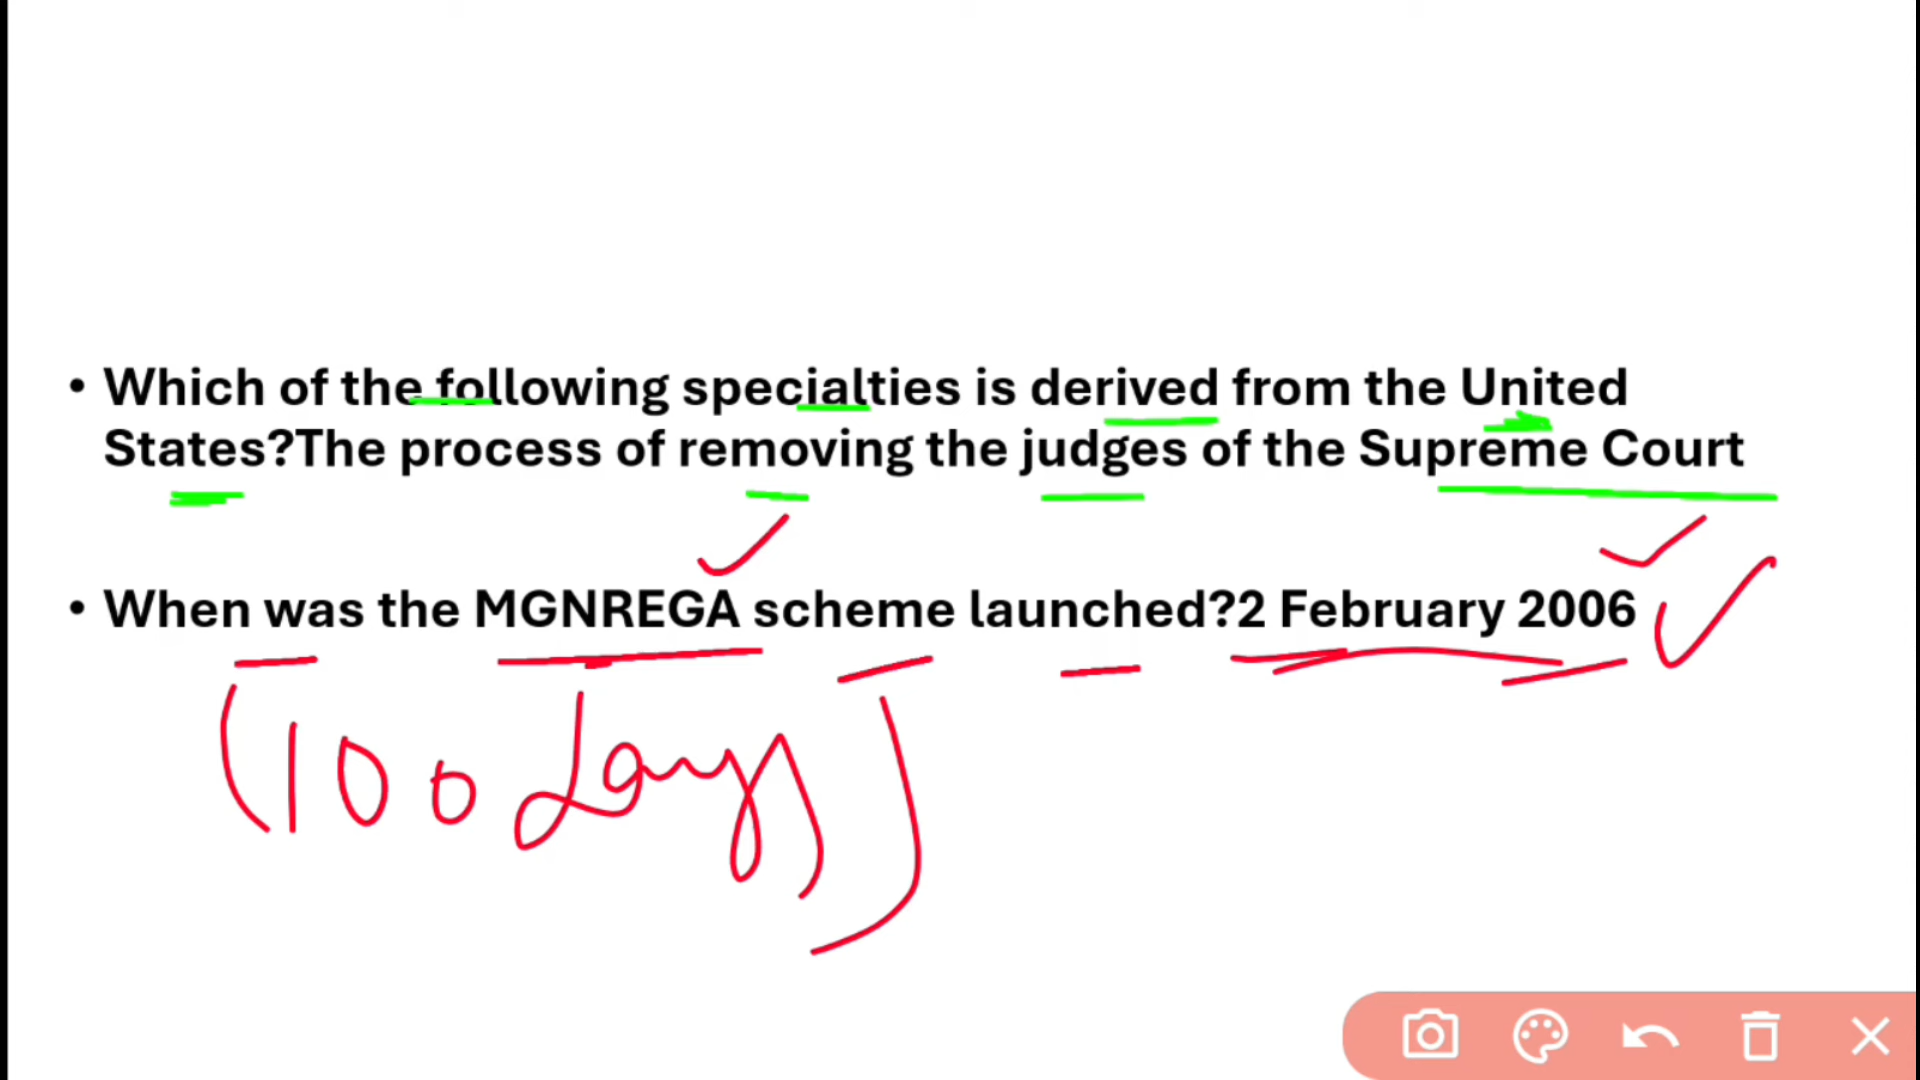 • Which of the following specialties is derived from the United
States?The process of removing the judges of the Supreme Court
• When was the MGNREGA scheme launched?2 February 2006
(100 days)